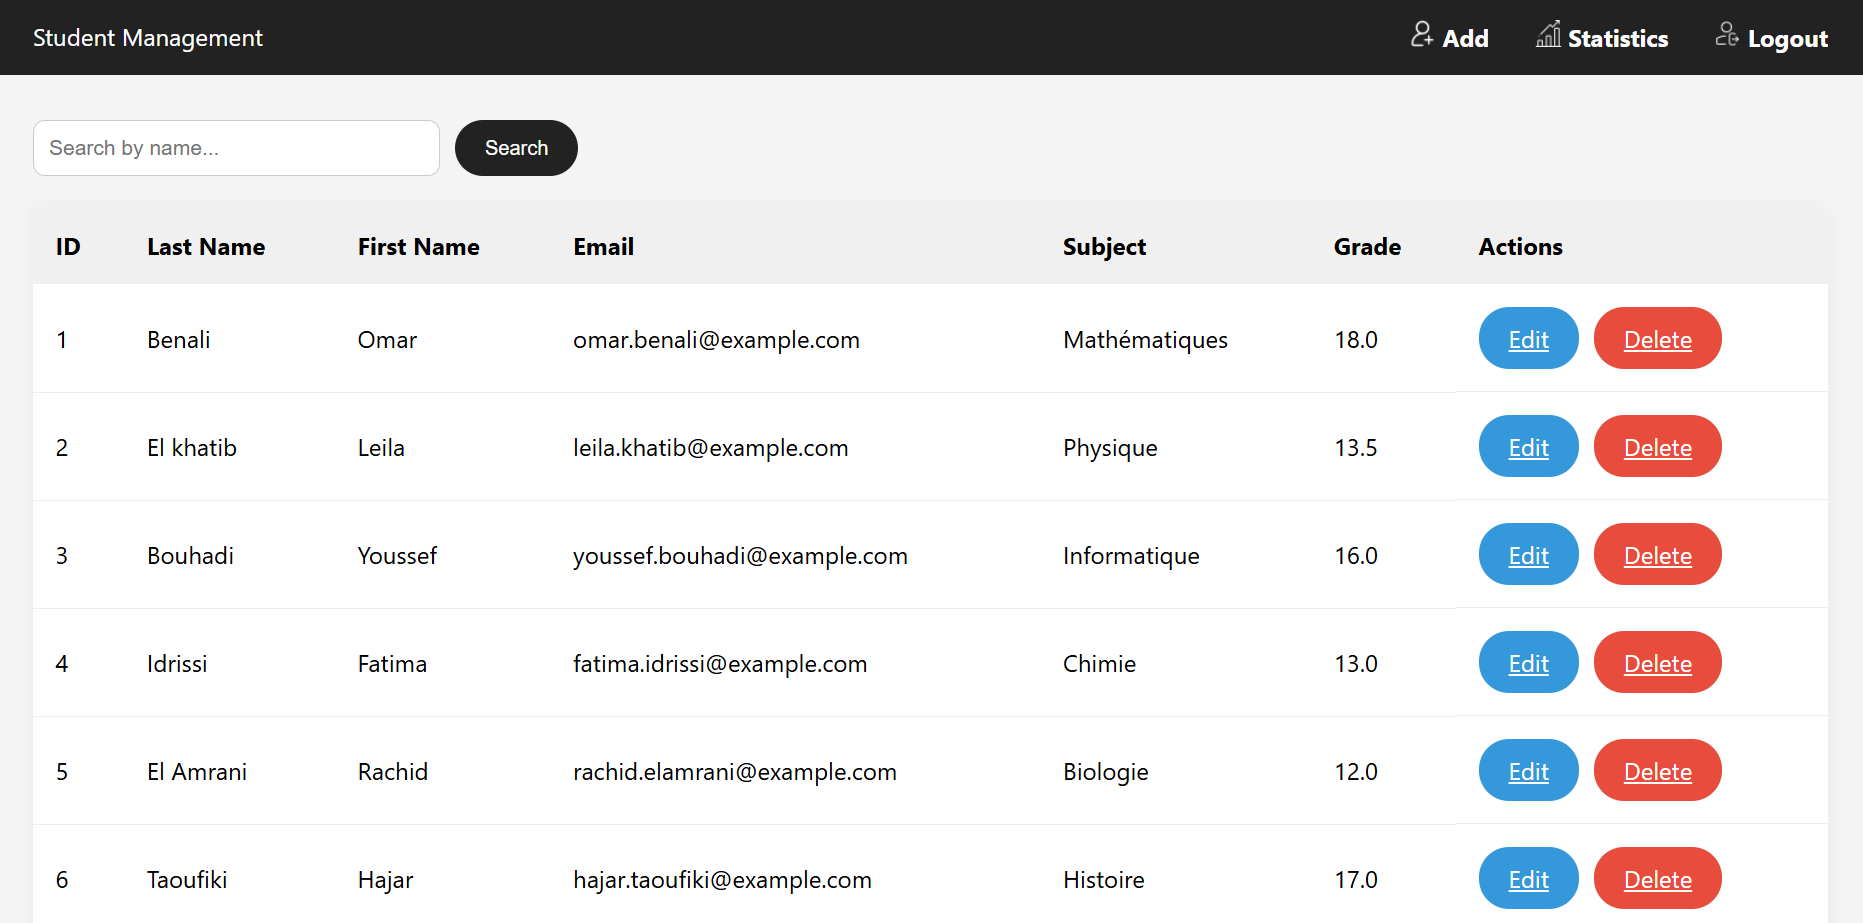 Student Management Add Statistics Logout
Search by name... Search
ID Last Name First Name Email Subject Grade Actions
1 Benali Omar omar.benali@example.com Mathématiques 18.0 Edit Delete
2 El khatib Leila leila.khatib@example.com Physique 13.5 Edit Delete
3 Bouhadi Youssef youssef.bouhadi@example.com Informatique 16.0 Edit Delete
4 Idrissi Fatima fatima.idrissi@example.com Chimie 13.0 Edit Delete
5 El Amrani Rachid rachid.elamrani@example.com Biologie 12.0 Edit Delete
6 Taoufiki Hajar hajar.taoufiki@example.com Histoire 17.0 Edit Delete